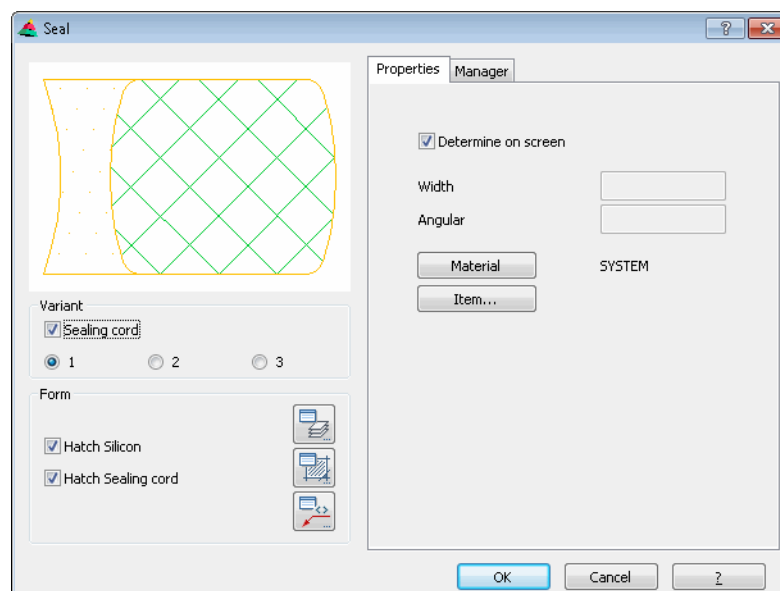 Seal
?
Properties
Manager
Determine on screen
Width
Angular
Material
SYSTEM
Item...
Variant
Sealing cord
1
2
3
Form
Hatch Silicon
Hatch Sealing cord
OK
Cancel
?